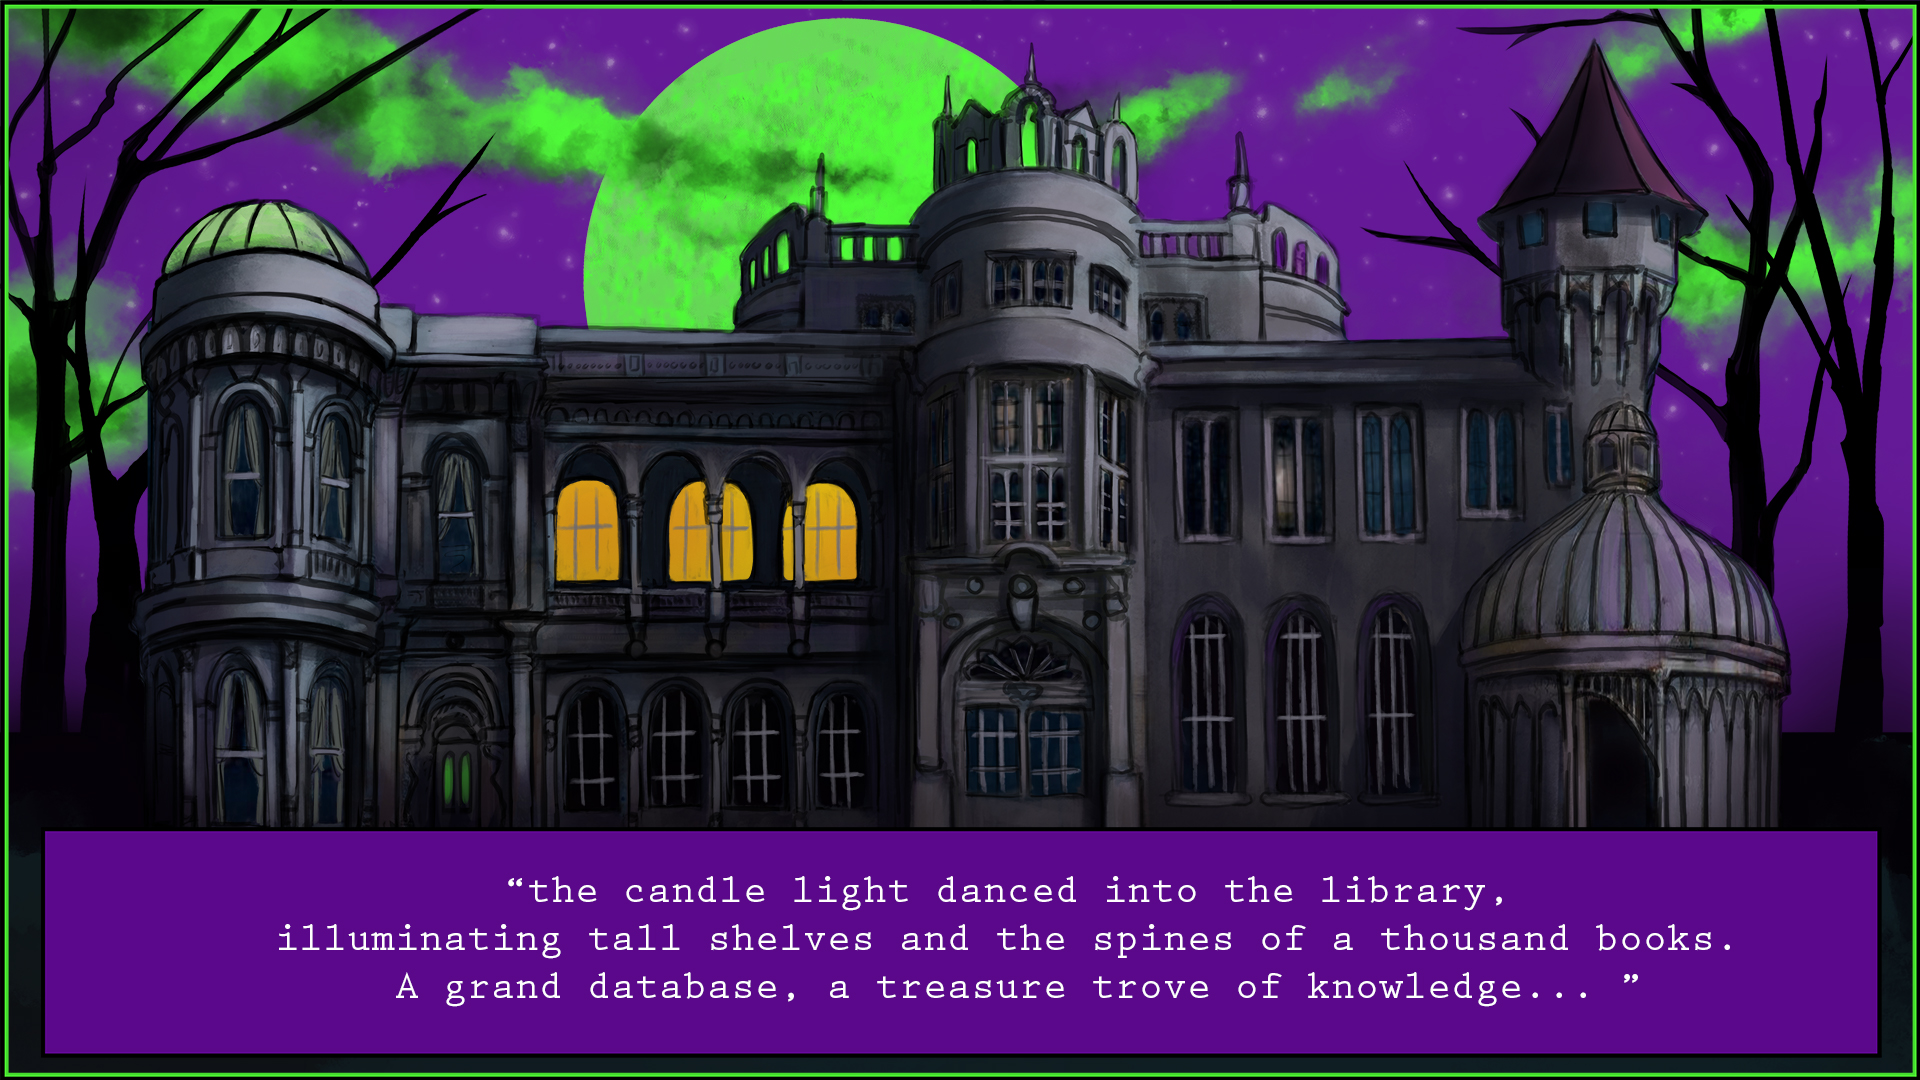 “the candle light danced into the library,
illuminating tall shelves and the spines of a thousand books.
A grand database, a treasure trove of knowledge... ”